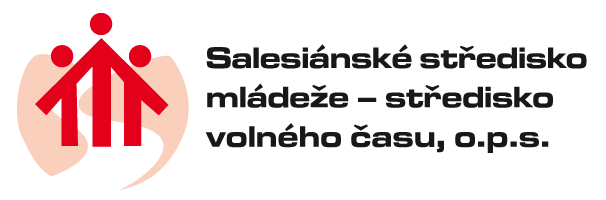 Salesiánské středisko
mládeže – středisko
volného času, o.p.s.